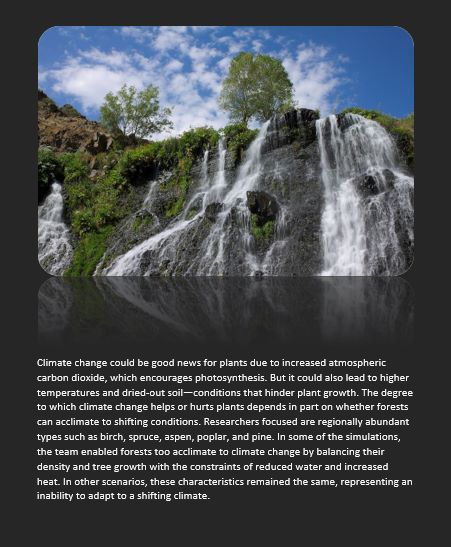 Climate change could be good news for plants due to increased atmospheric
carbon dioxide, which encourages photosynthesis. But it could also lead to higher
temperatures and dried-out soil—conditions that hinder plant growth. The degree
to which climate change helps or hurts plants depends in part on whether forests
can acclimate to shifting conditions. Researchers focused are regionally abundant
types such as birch, spruce, aspen, poplar, and pine. In some of the simulations,
the team enabled forests too acclimate to climate change by balancing their
density and tree growth with the constraints of reduced water and increased
heat. In other scenarios, these characteristics remained the same, representing an
inability to adapt to a shifting climate.